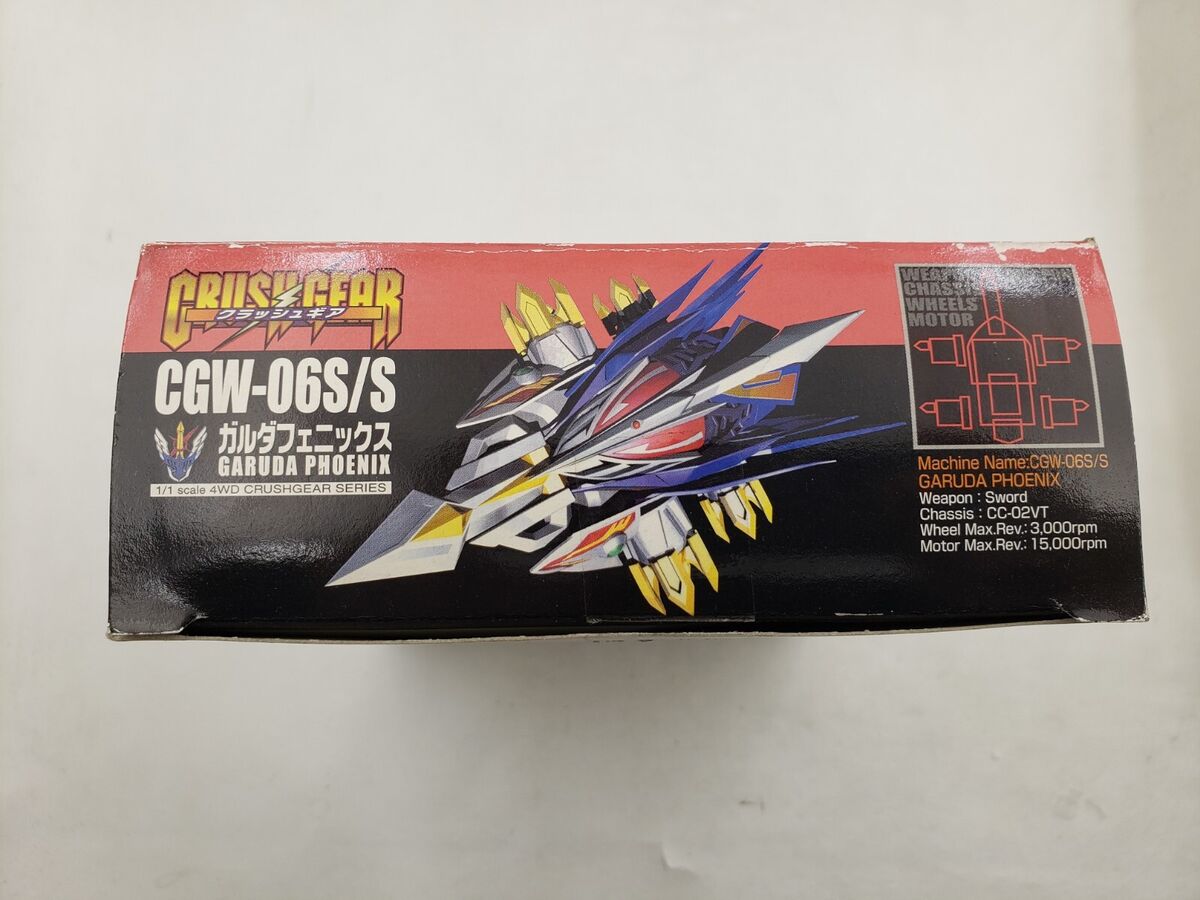 CRUSH GEAR
クラッシュギア
CGW-06S/S
ガルダフェニックス
GARUDA PHOENIX
1/1 scale 4WD CRUSHGEAR SERIES
CHASSIS
WHEELS
MOTOR
Machine Name:CGW-06S/S
GARUDA PHOENIX
Weapon : Sword
Chassis : CC-02VT
Wheel Max.Rev.: 3,000rpm
Motor Max.Rev.: 15,000rpm